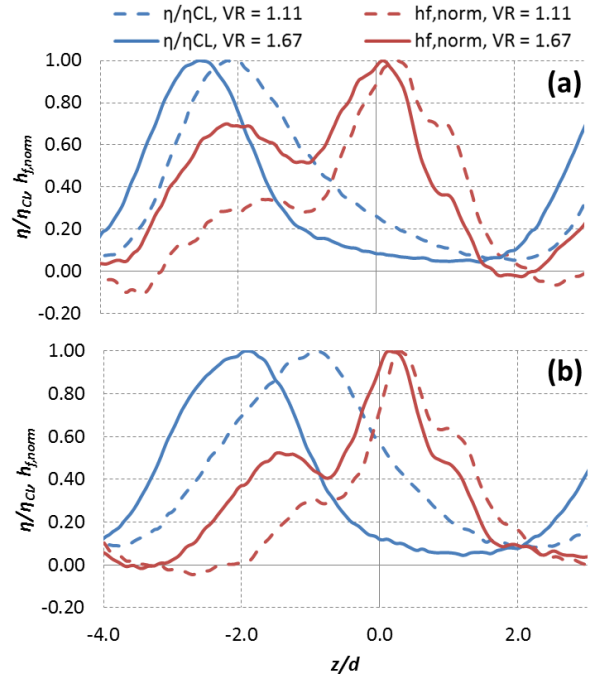 η/ηCL, VR = 1.11 hf,norm, VR = 1.11
η/ηCL, VR = 1.67 hf,norm, VR = 1.67
(a)
1.00
0.80
0.60
0.40
0.20
0.00
-0.20
η/ηCL, hf,norm
(b)
1.00
0.80
0.60
0.40
0.20
0.00
-0.20
η/ηCL, hf,norm
-4.0 -2.0 0.0 2.0
z/d